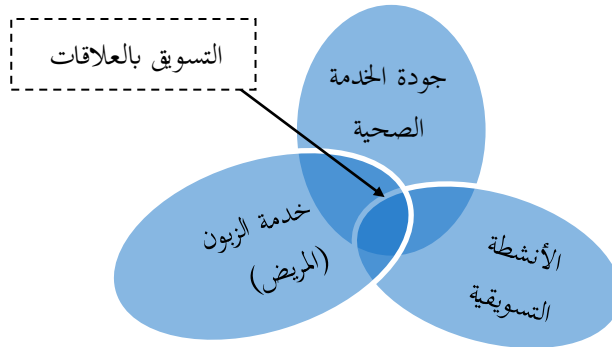 التسويق بالعلاقات
جودة الخدمة
الصحية
خدمة الزبون
(المريض)
الأنشطة
التسويقية